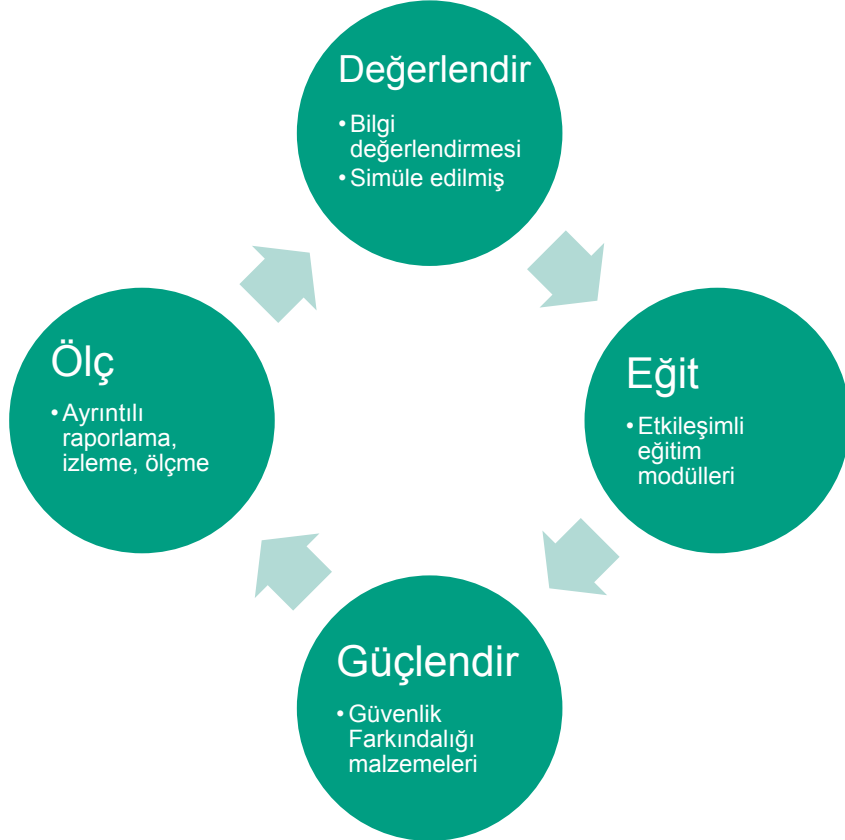 Değerlendir
• Bilgi
değerlendirmesi
• Simüle edilmiş
Eğit
• Etkileşimli
eğitim
modülleri
Güçlendir
• Güvenlik
Farkındalığı
malzemeleri
Ölç
• Ayrıntılı
raporlama,
izleme, ölçme